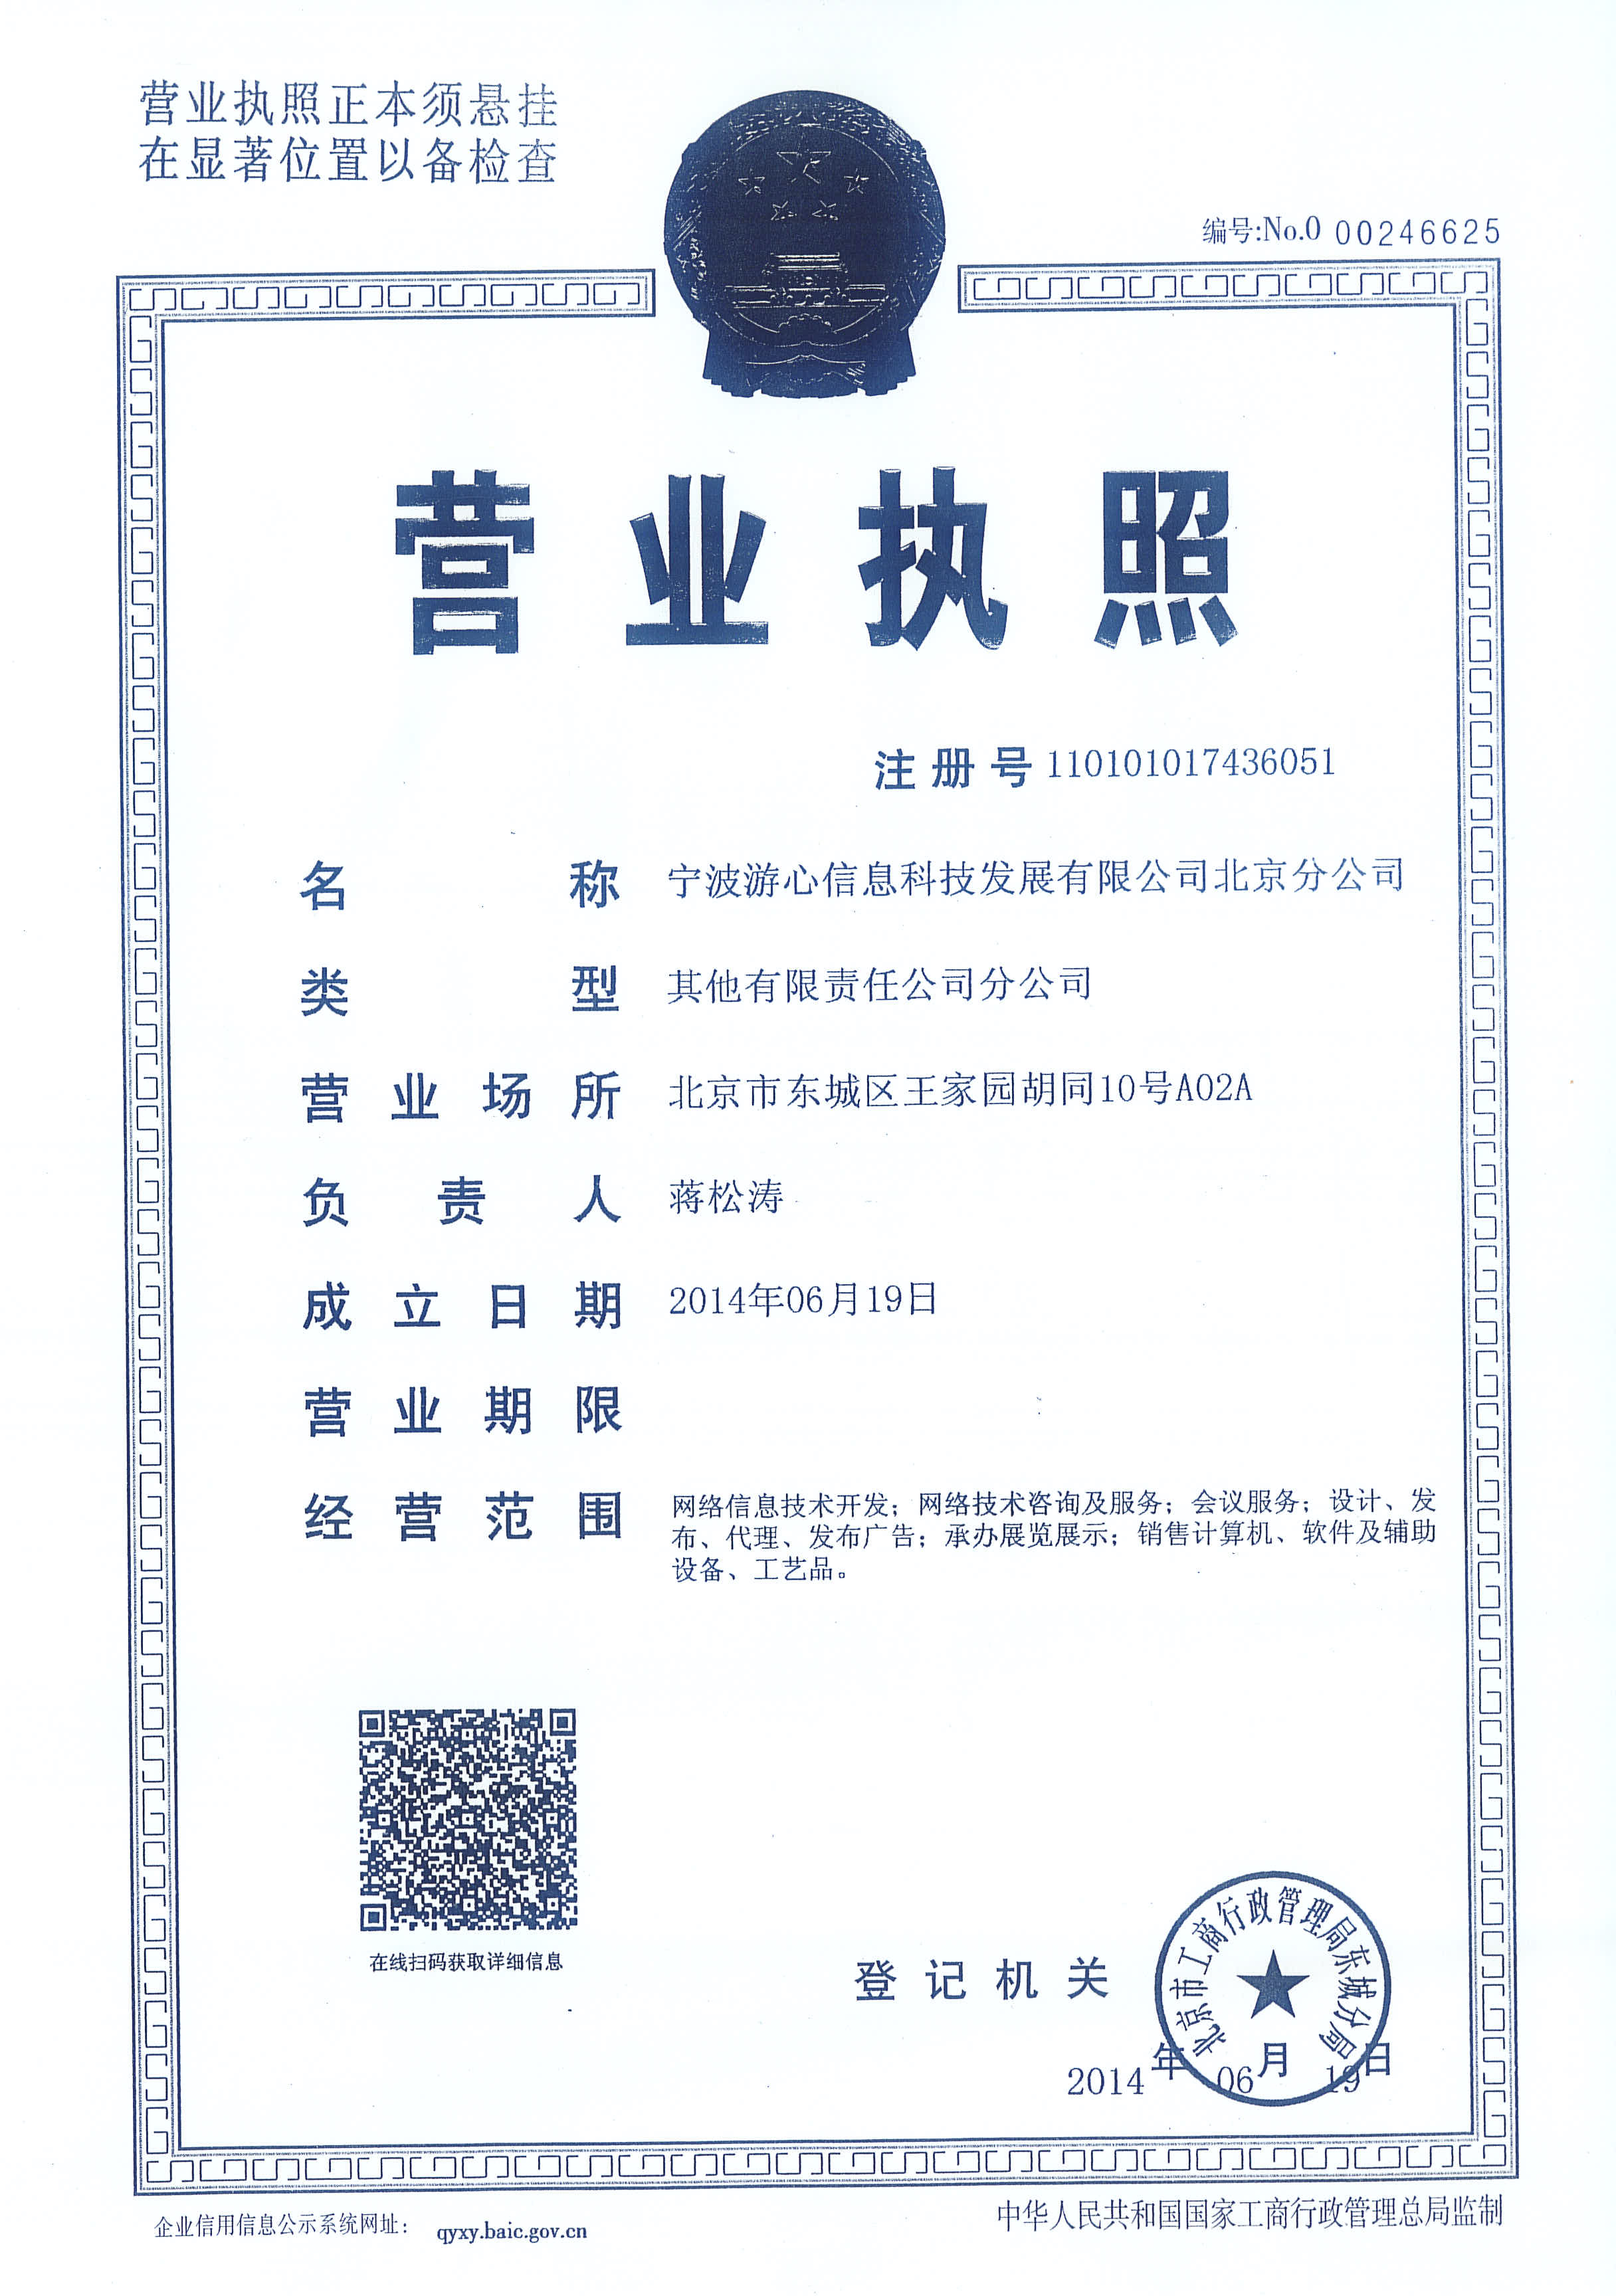 营业执照正本须悬挂
在显著位置以备检查
编号:No.0 00246625
营业执照
注册号 110101017436051
名称 宁波游心信息科技发展有限公司北京分公司
类型 其他有限责任公司分公司
营业场所 北京市东城区王家园胡同10号A02A
负责人 蒋松涛
成立日期 2014年06月19日
营业期限
经营范围 网络信息技术开发；网络技术咨询及服务；会议服务；设计、发
布、代理、发布广告；承办展览展示；销售计算机、软件及辅助
设备、工艺品。
在线扫码获取详细信息
登记机关
北京市工商行政管理局东城分局
2014年06月19日
企业信用信息公示系统网址： qyxy.baic.gov.cn
中华人民共和国国家工商行政管理总局监制